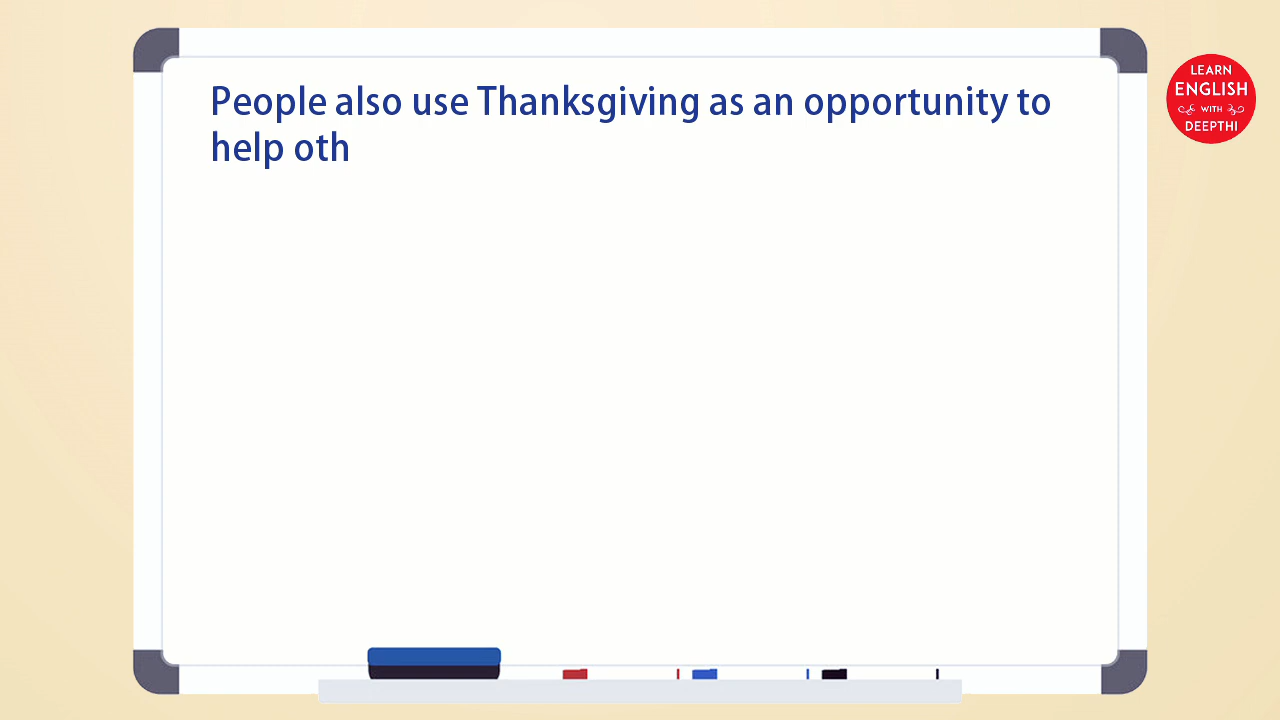 People also use Thanksgiving as an opportunity to
help oth
LEARN
ENGLISH
WITH
DEEPTHI